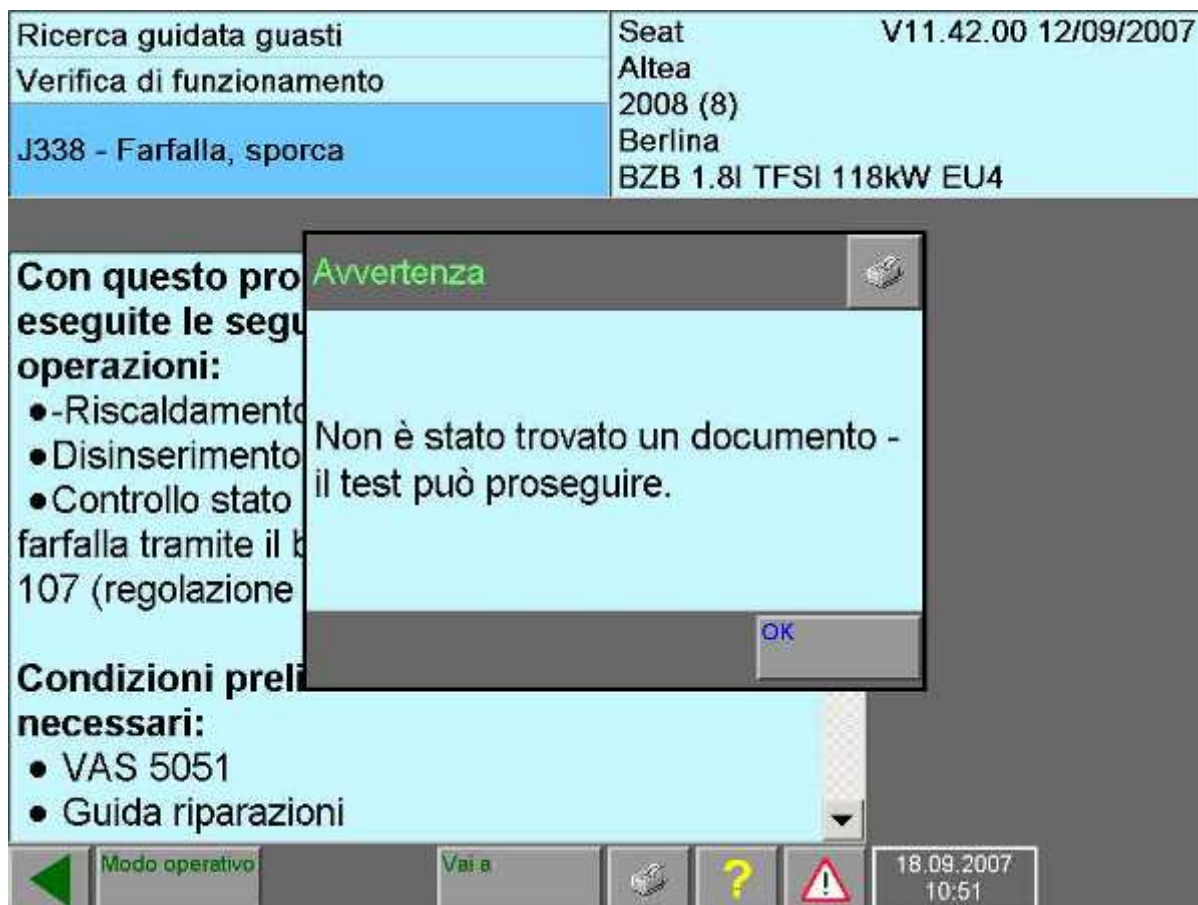 Ricerca guidata guasti
Verifica di funzionamento
J338 - Farfalla, sporca
Seat V11.42.00 12/09/2007
Altea
2008 (8)
Berlina
BZB 1.8l TFSI 118kW EU4
Con questo pro
eseguite le segu
operazioni:
●-Riscaldamento
●Disinserimento
●Controllo stato
farfalla tramite il b
107 (regolazione
Condizioni preli
necessari:
● VAS 5051
● Guida riparazioni
Avvertenza
Non è stato trovato un documento -
il test può proseguire.
OK
Modo operativo
Vai a
?
18.09.2007
10:51